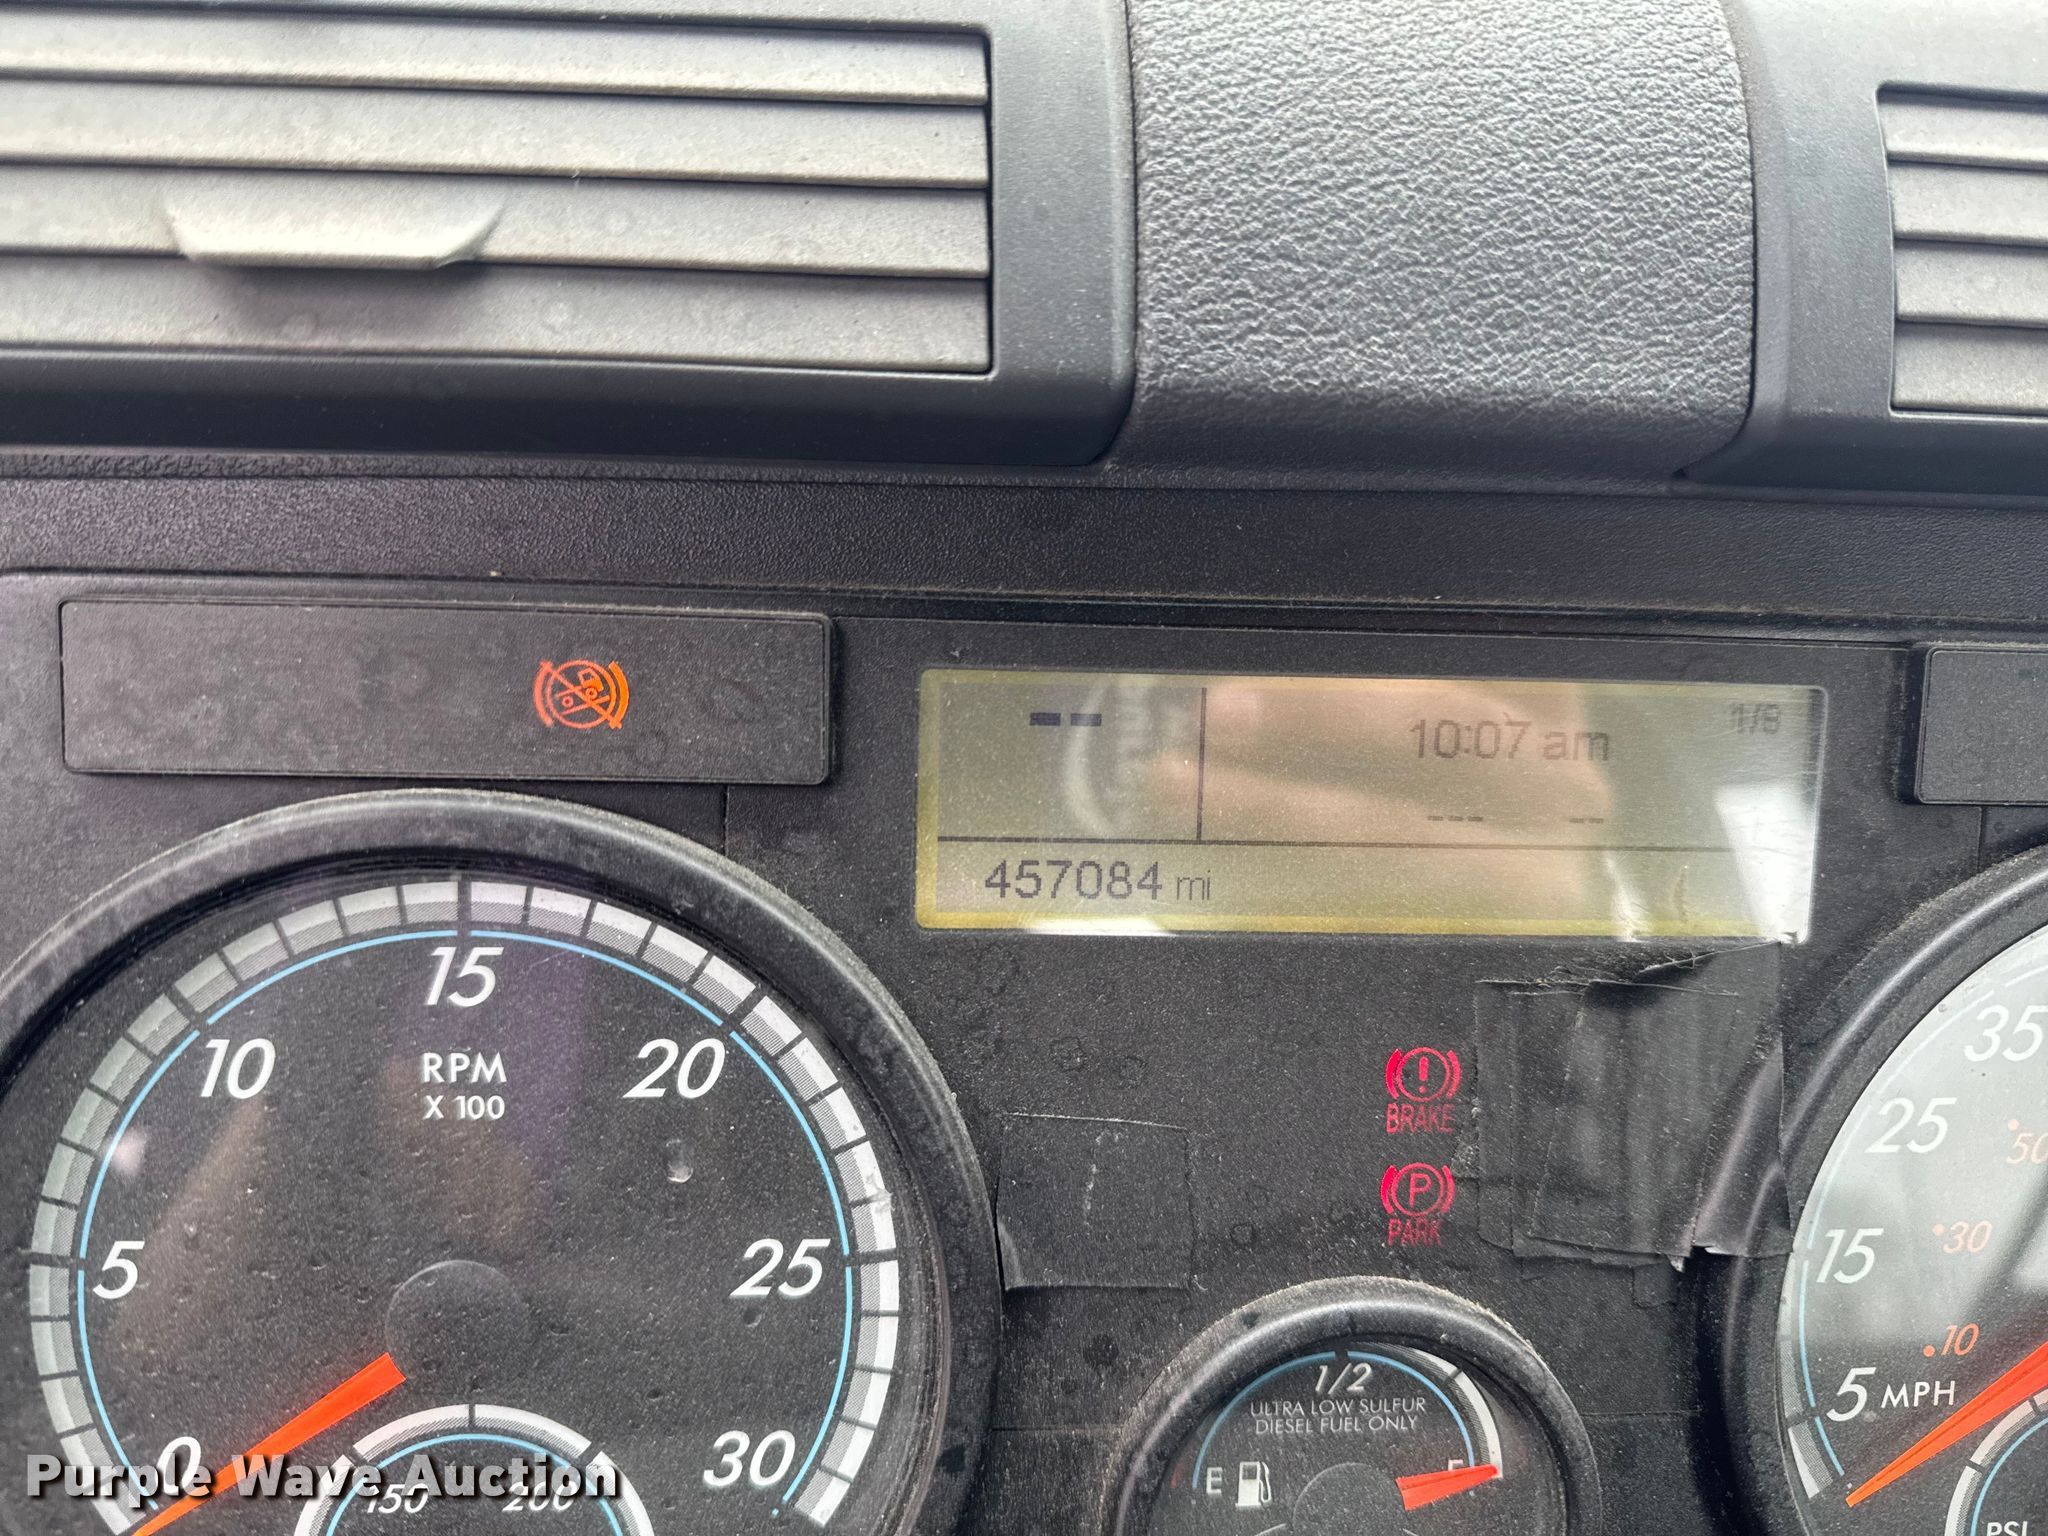 -- 10:07 am 1/8
--- --
457084 mi
15
10 RPM 20
X 100
5 25
0 30
150 200
BRAKE
PARK
1/2
ULTRA LOW SULFUR
DIESEL FUEL ONLY
E F
35
25 50
15 30
10
5 MPH
PSI
Purple Wave Auction